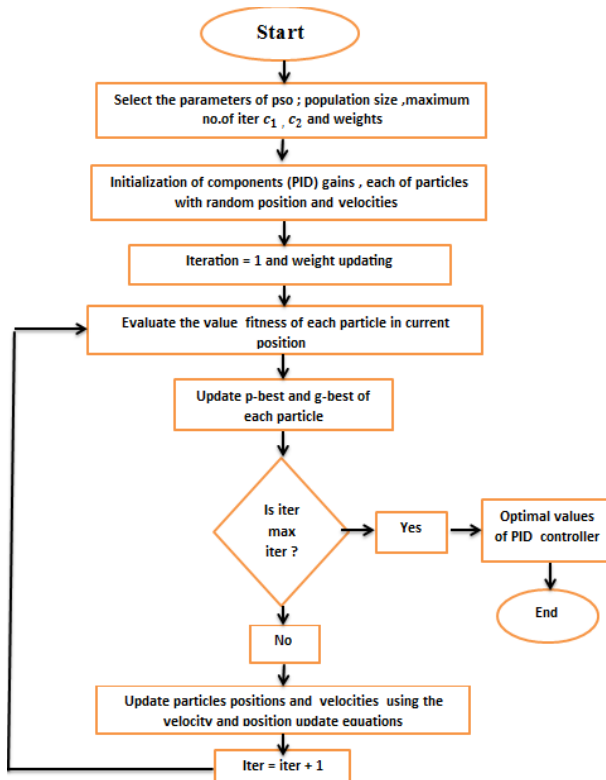 Start
Select the parameters of pso ; population size ,maximum
no.of iter c₁ , c₂ and weights
Initialization of components (PID) gains , each of particles
with random position and velocities
Iteration = 1 and weight updating
Evaluate the value fitness of each particle in current
position
Update p-best and g-best of
each particle
Is iter
max
iter ?
Yes
Optimal values
of PID controller
End
No
Update particles positions and velocities using the
velocity and position update equations
Iter = iter + 1